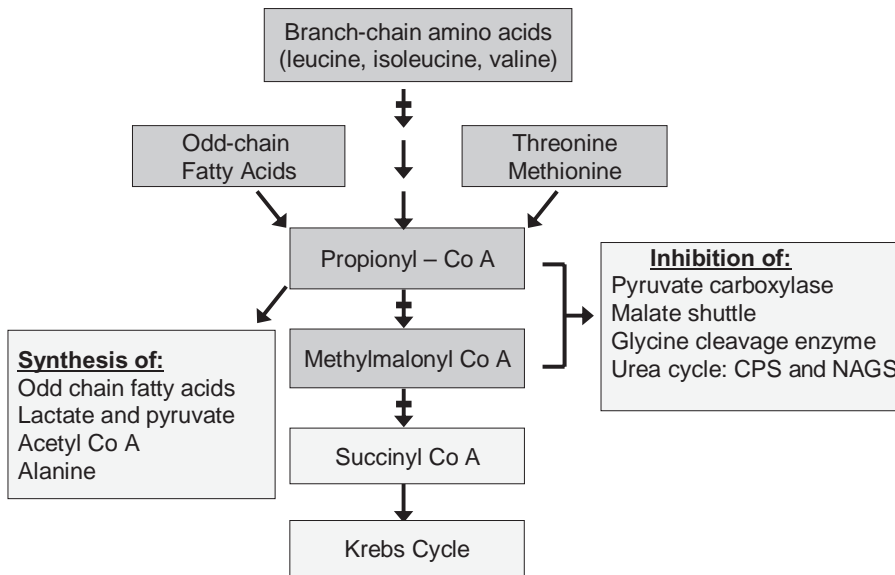 Branch-chain amino acids
(leucine, isoleucine, valine)
Odd-chain
Fatty Acids
Threonine
Methionine
Propionyl – Co A
Inhibition of:
Pyruvate carboxylase
Malate shuttle
Glycine cleavage enzyme
Urea cycle: CPS and NAGS
Methylmalonyl Co A
Synthesis of:
Odd chain fatty acids
Lactate and pyruvate
Acetyl Co A
Alanine
Succinyl Co A
Krebs Cycle